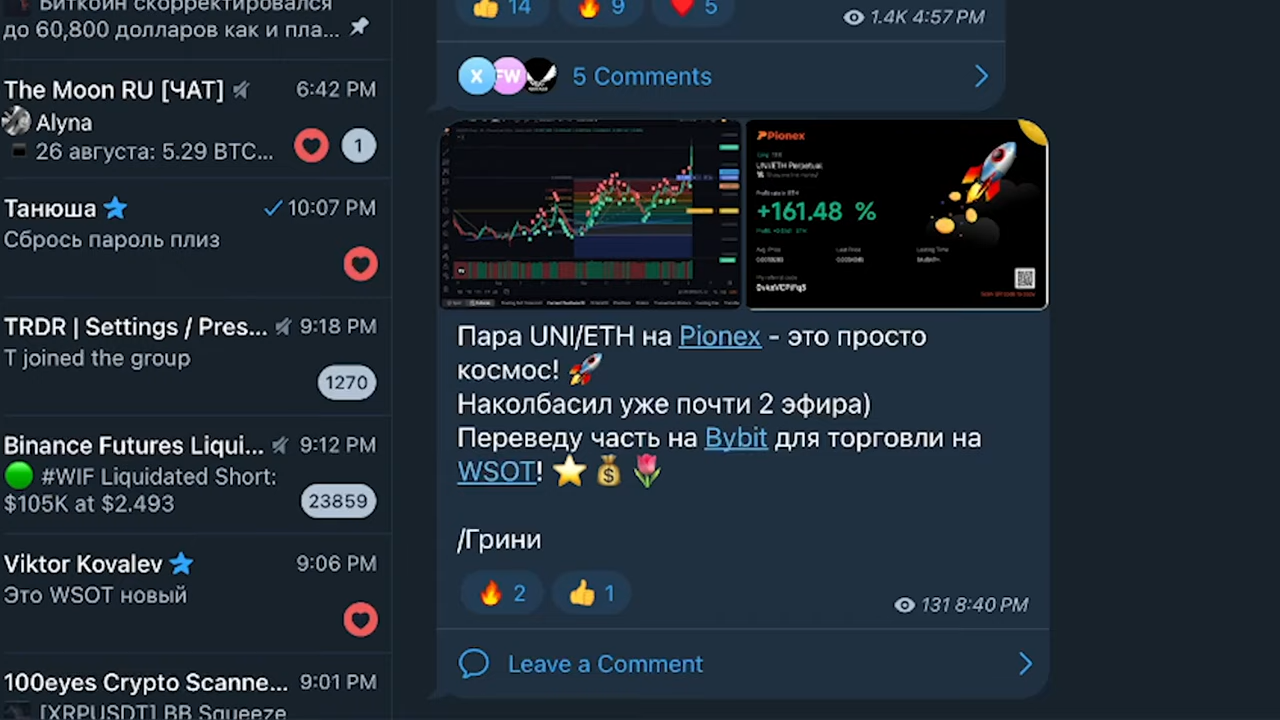 Биткоин скорректировался
до 60,800 долларов как и пла...
The Moon RU [ЧАТ] 6:42 PM
Alyna
26 августа: 5.29 BTC... 1
Танюша 10:07 PM
Сбрось пароль плиз
TRDR | Settings / Pres... 9:18 PM
T joined the group
1270
Binance Futures Liqui... 9:12 PM
🟢 #WIF Liquidated Short:
$105K at $2.493 23859
Viktor Kovalev 9:06 PM
Это WSOT новый
100eyes Crypto Scanne... 9:01 PM
[XRPUSDT] BB Squeeze
👍 14 🔥 9 ❤️ 5
1.4K 4:57 PM
X FW 5 Comments
Pionex
UNI/ETH Perpetual
+161.48 %
Пара UNI/ETH на Pionex - это просто
космос! 🚀
Наколбасил уже почти 2 эфира)
Переведу часть на Bybit для торговли на
WSOT! ⭐💰🌷
/Грини
🔥 2 👍 1
131 8:40 PM
Leave a Comment